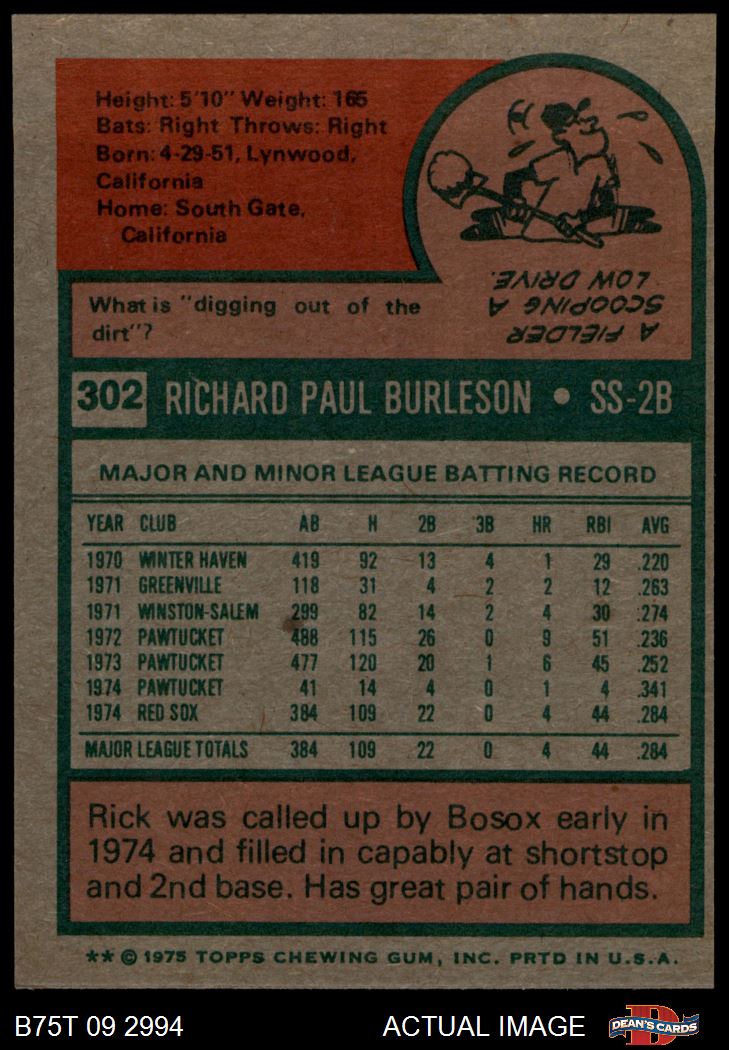 Height: 5'10" Weight: 165
Bats: Right Throws: Right
Born: 4-29-51, Lynwood,
California
Home: South Gate,
California
What is "digging out of the
dirt"?
A FIELDER
SCOOPING A
LOW DRIVE.
302 RICHARD PAUL BURLESON • SS-2B
MAJOR AND MINOR LEAGUE BATTING RECORD
YEAR CLUB AB H 2B 3B HR RBI AVG
1970 WINTER HAVEN 419 92 13 4 1 29 .220
1971 GREENVILLE 118 31 4 2 2 12 .263
1971 WINSTON-SALEM 299 82 14 2 4 30 .274
1972 PAWTUCKET 488 115 26 0 9 51 .236
1973 PAWTUCKET 477 120 20 1 6 45 .252
1974 PAWTUCKET 41 14 4 0 1 4 .341
1974 RED SOX 384 109 22 0 4 44 .284
MAJOR LEAGUE TOTALS 384 109 22 0 4 44 .284
Rick was called up by Bosox early in
1974 and filled in capably at shortstop
and 2nd base. Has great pair of hands.
** © 1975 TOPPS CHEWING GUM, INC. PRTD IN U.S.A.
B75T 09 2994 ACTUAL IMAGE DEAN'S CARDS